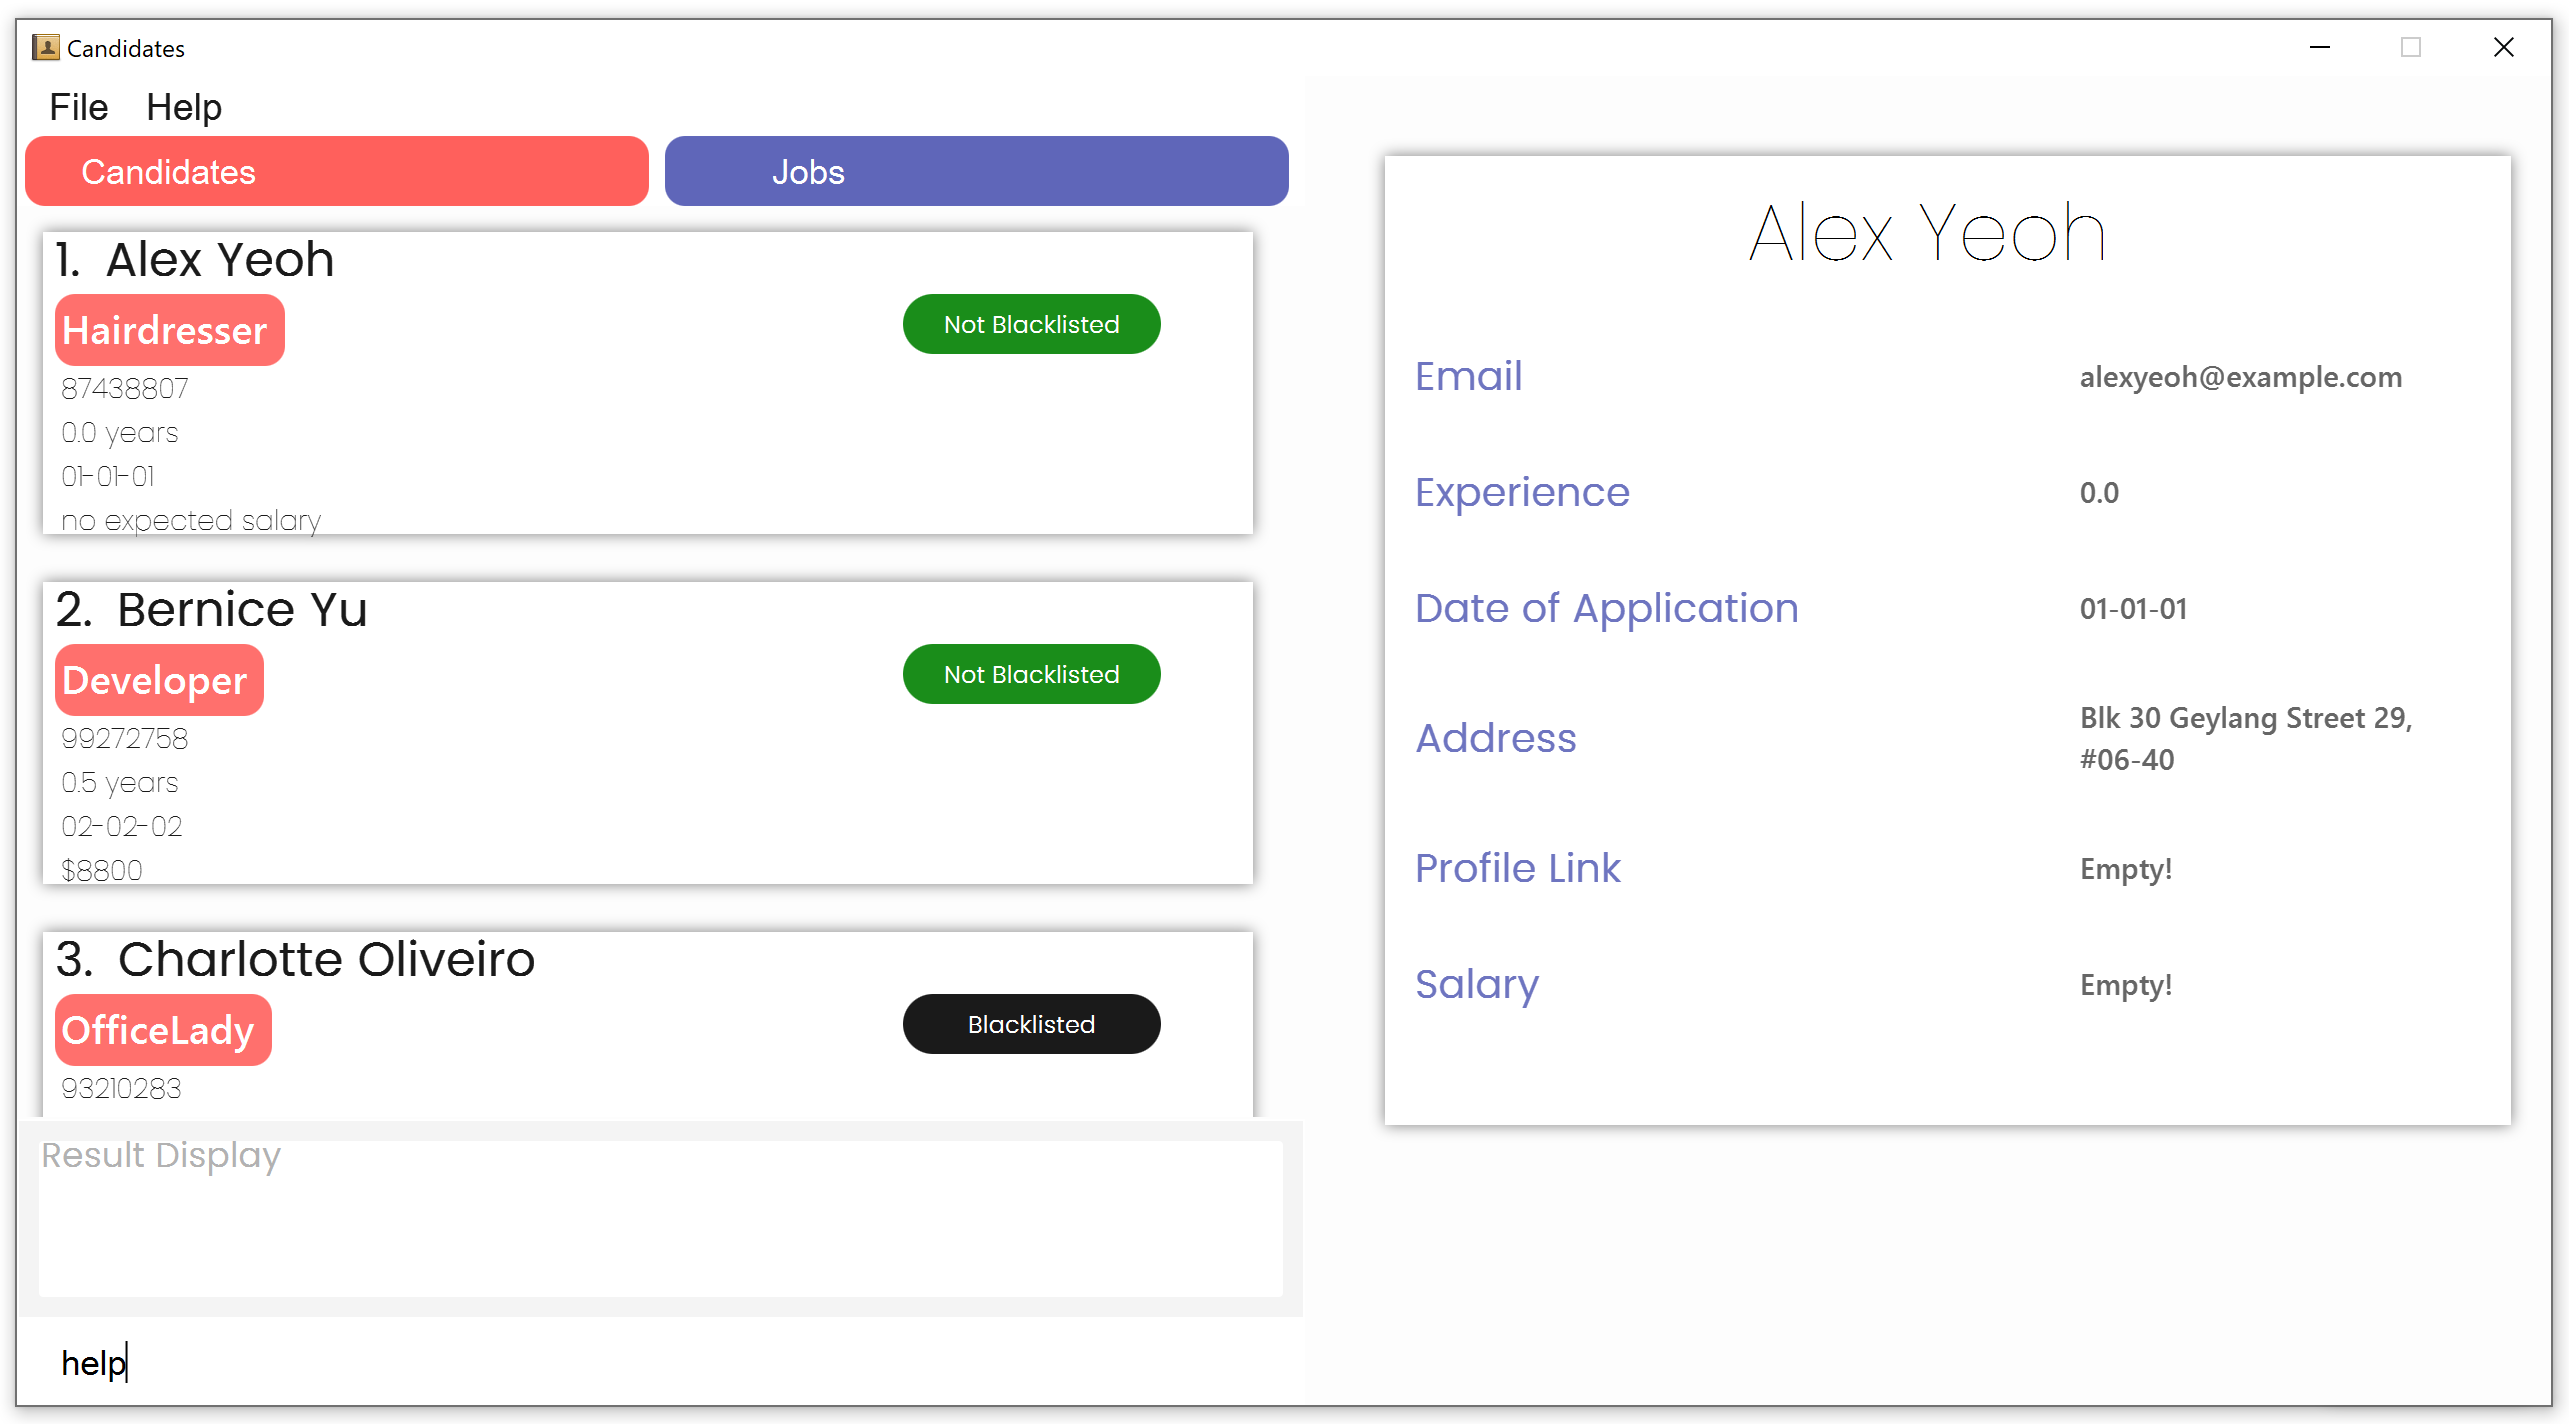 Candidates
File Help
Candidates Jobs
1. Alex Yeoh
Hairdresser
Not Blacklisted
87438807
0.0 years
01-01-01
no expected salary
2. Bernice Yu
Developer
Not Blacklisted
99272758
0.5 years
02-02-02
$8800
3. Charlotte Oliveiro
OfficeLady
Blacklisted
93210283
Result Display
help
Alex Yeoh
Email alexyeoh@example.com
Experience 0.0
Date of Application 01-01-01
Address Blk 30 Geylang Street 29,
#06-40
Profile Link Empty!
Salary Empty!